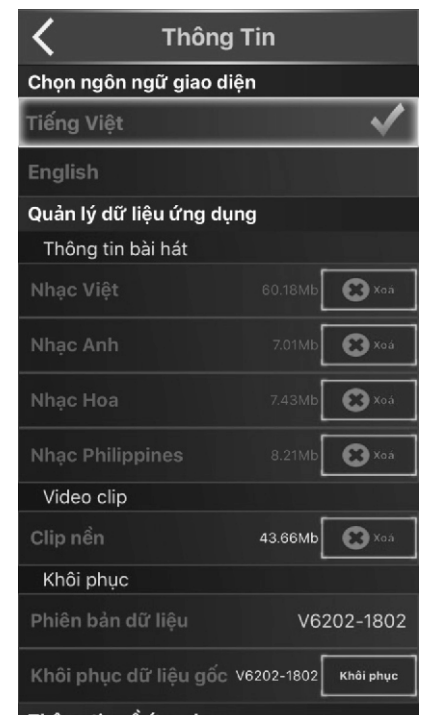 Thông Tin
Chọn ngôn ngữ giao diện
Tiếng Việt
English
Quản lý dữ liệu ứng dụng
Thông tin bài hát
Nhạc Việt 60.18Mb Xoá
Nhạc Anh 7.01Mb Xoá
Nhạc Hoa 7.43Mb Xoá
Nhạc Philippines 8.21Mb Xoá
Video clip
Clip nền 43.66Mb Xoá
Khôi phục
Phiên bản dữ liệu V6202-1802
Khôi phục dữ liệu gốc V6202-1802 Khôi phục